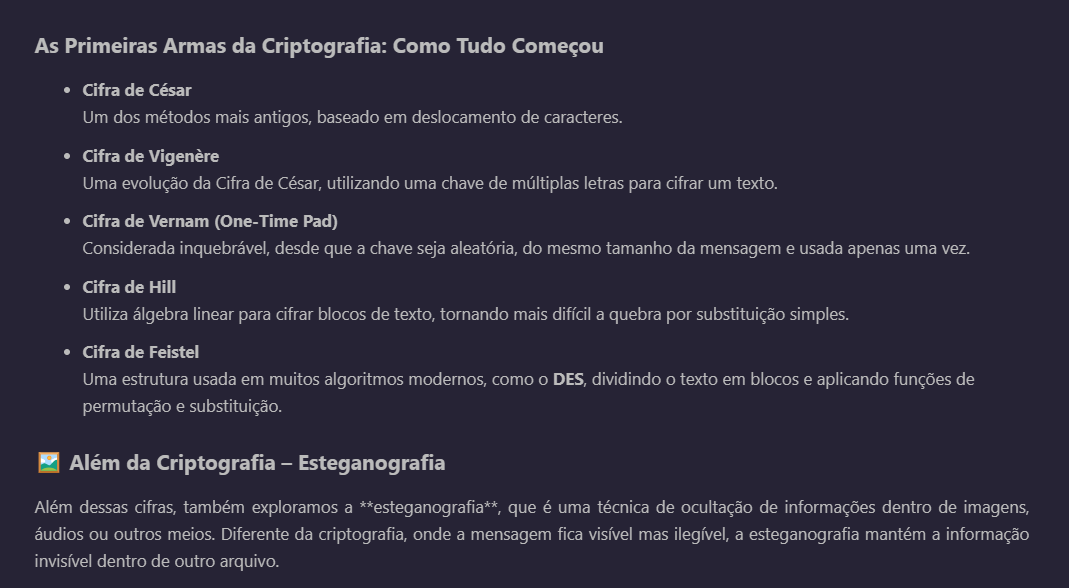 As Primeiras Armas da Criptografia: Como Tudo Começou
• Cifra de César
Um dos métodos mais antigos, baseado em deslocamento de caracteres.
• Cifra de Vigenère
Uma evolução da Cifra de César, utilizando uma chave de múltiplas letras para cifrar um texto.
• Cifra de Vernam (One-Time Pad)
Considerada inquebrável, desde que a chave seja aleatória, do mesmo tamanho da mensagem e usada apenas uma vez.
• Cifra de Hill
Utiliza álgebra linear para cifrar blocos de texto, tornando mais difícil a quebra por substituição simples.
• Cifra de Feistel
Uma estrutura usada em muitos algoritmos modernos, como o DES, dividindo o texto em blocos e aplicando funções de
permutação e substituição.
🖼️ Além da Criptografia – Esteganografia
Além dessas cifras, também exploramos a **esteganografia**, que é uma técnica de ocultação de informações dentro de imagens,
áudios ou outros meios. Diferente da criptografia, onde a mensagem fica visível mas ilegível, a esteganografia mantém a informação
invisível dentro de outro arquivo.